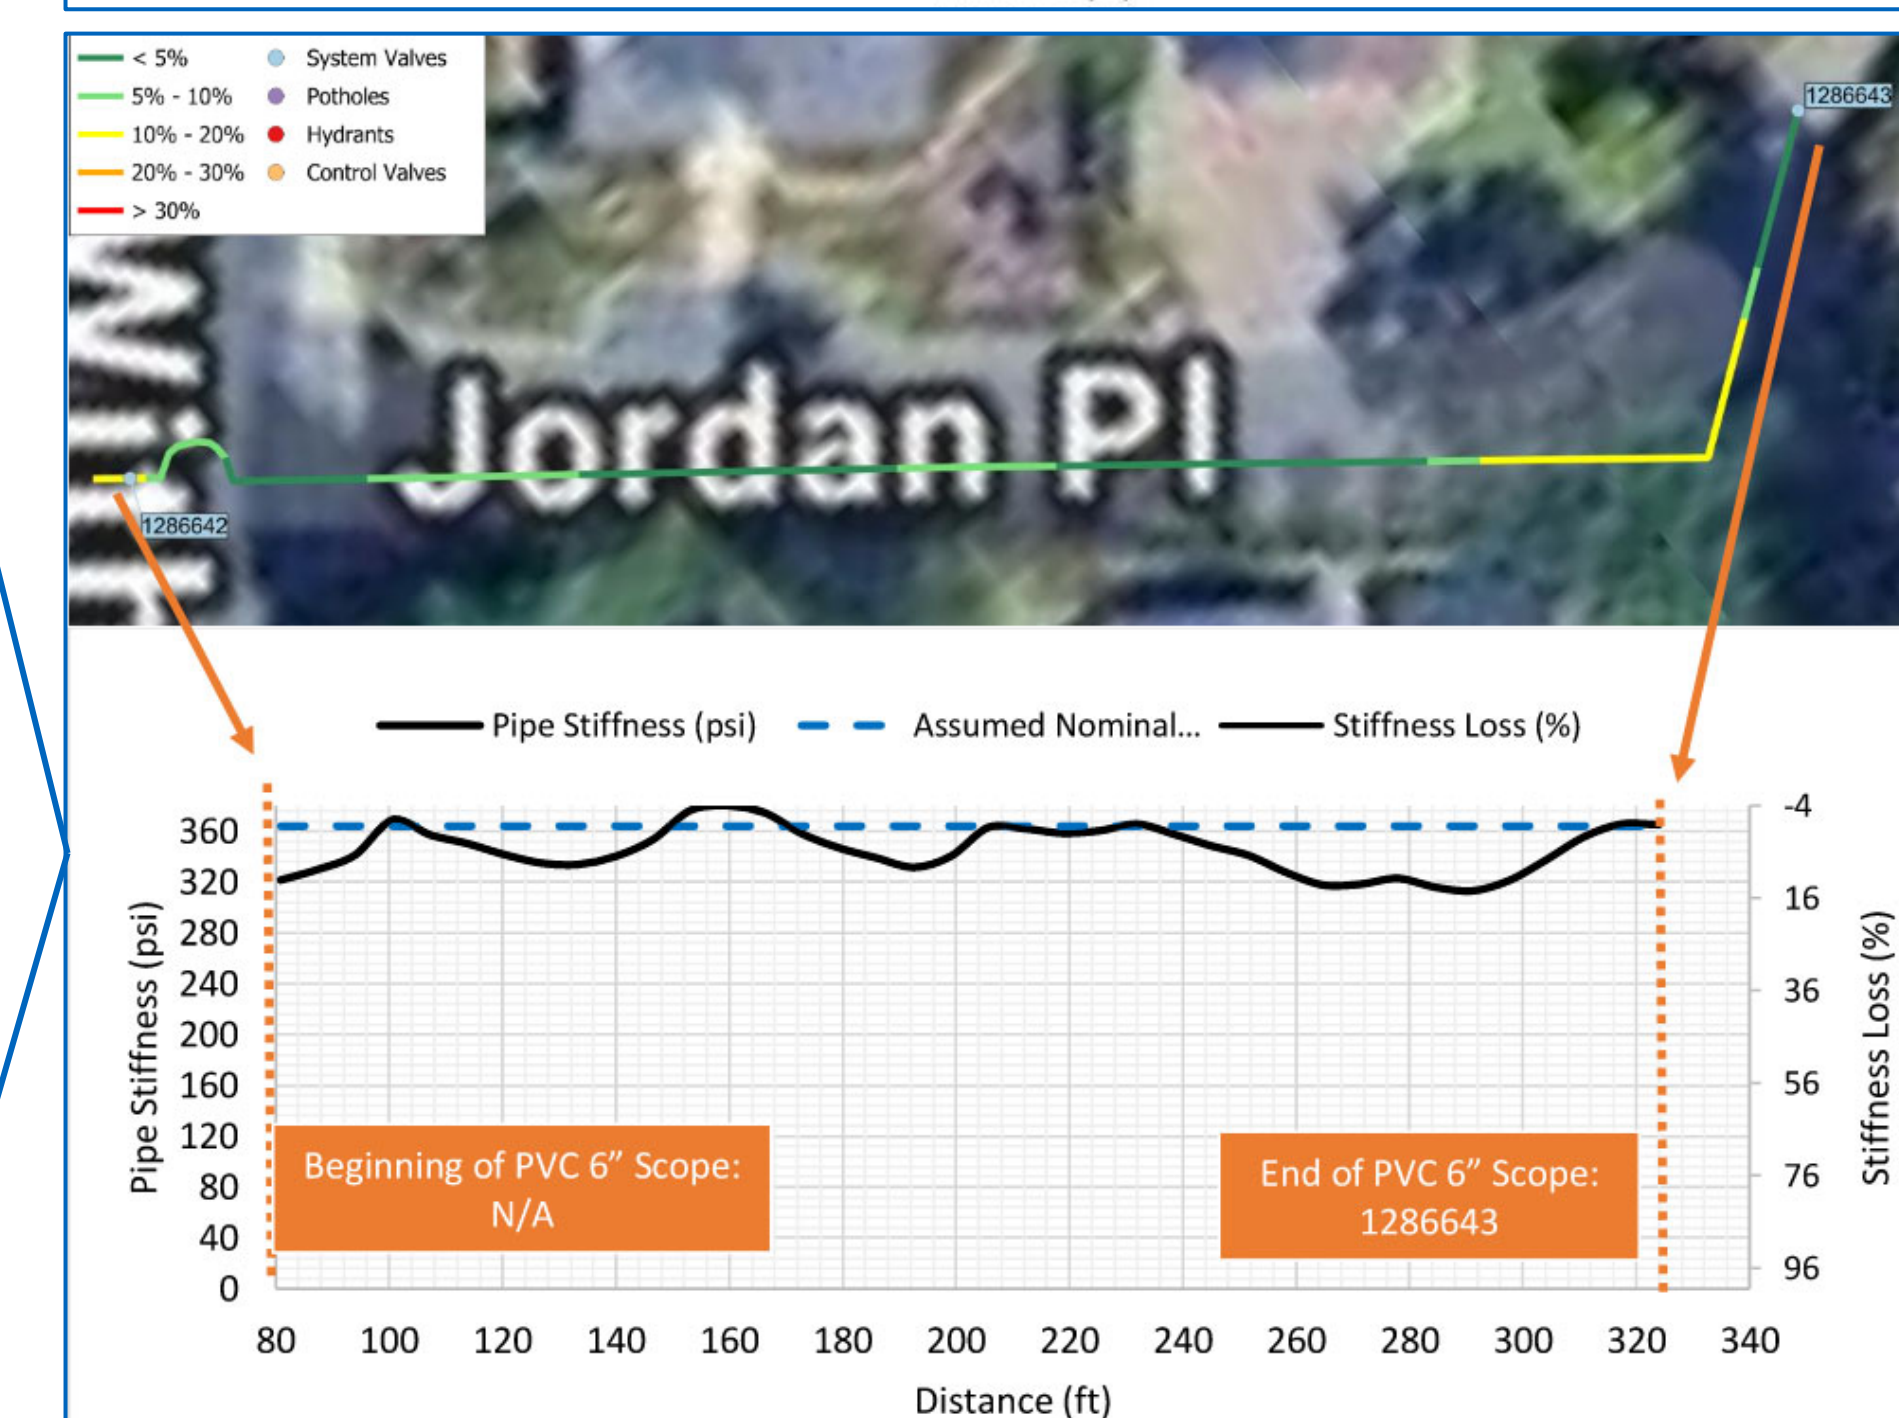 < 5%
System Valves
5% - 10%
Potholes
10% - 20%
Hydrants
20% - 30%
Control Valves
> 30%
1286643
Jordan Pl
1286642
Pipe Stiffness (psi)
Assumed Nominal...
Stiffness Loss (%)
Pipe Stiffness (psi)
360
320
280
240
200
160
120
80
40
0
-4
16
36
56
76
96
Stiffness Loss (%)
Beginning of PVC 6” Scope:
N/A
End of PVC 6” Scope:
1286643
80 100 120 140 160 180 200 220 240 260 280 300 320 340
Distance (ft)